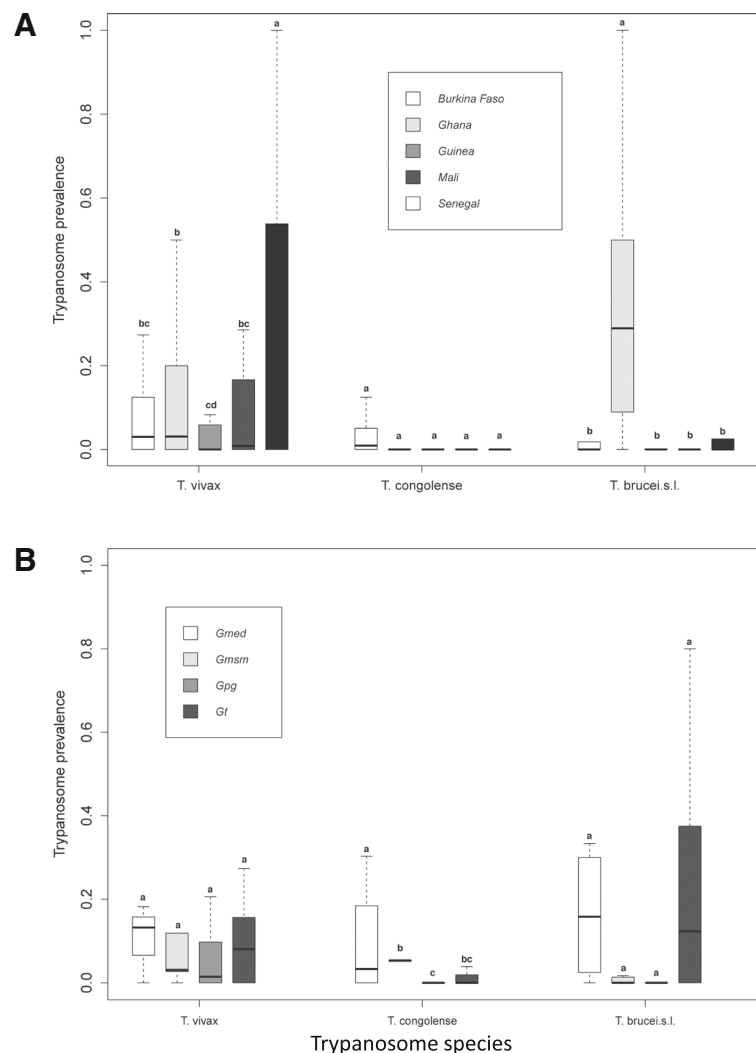 A
Trypanosome prevalence
0.0 0.2 0.4 0.6 0.8 1.0
Burkina Faso
Ghana
Guinea
Mali
Senegal
bc b cd bc a
a a a a a
b a b b b
T. vivax T. congolense T. brucei.s.l.
B
Trypanosome prevalence
0.0 0.2 0.4 0.6 0.8 1.0
Gmed
Gmsm
Gpg
Gt
a a a a
a b c bc
a a a a
T. vivax T. congolense T. brucei.s.l.
Trypanosome species